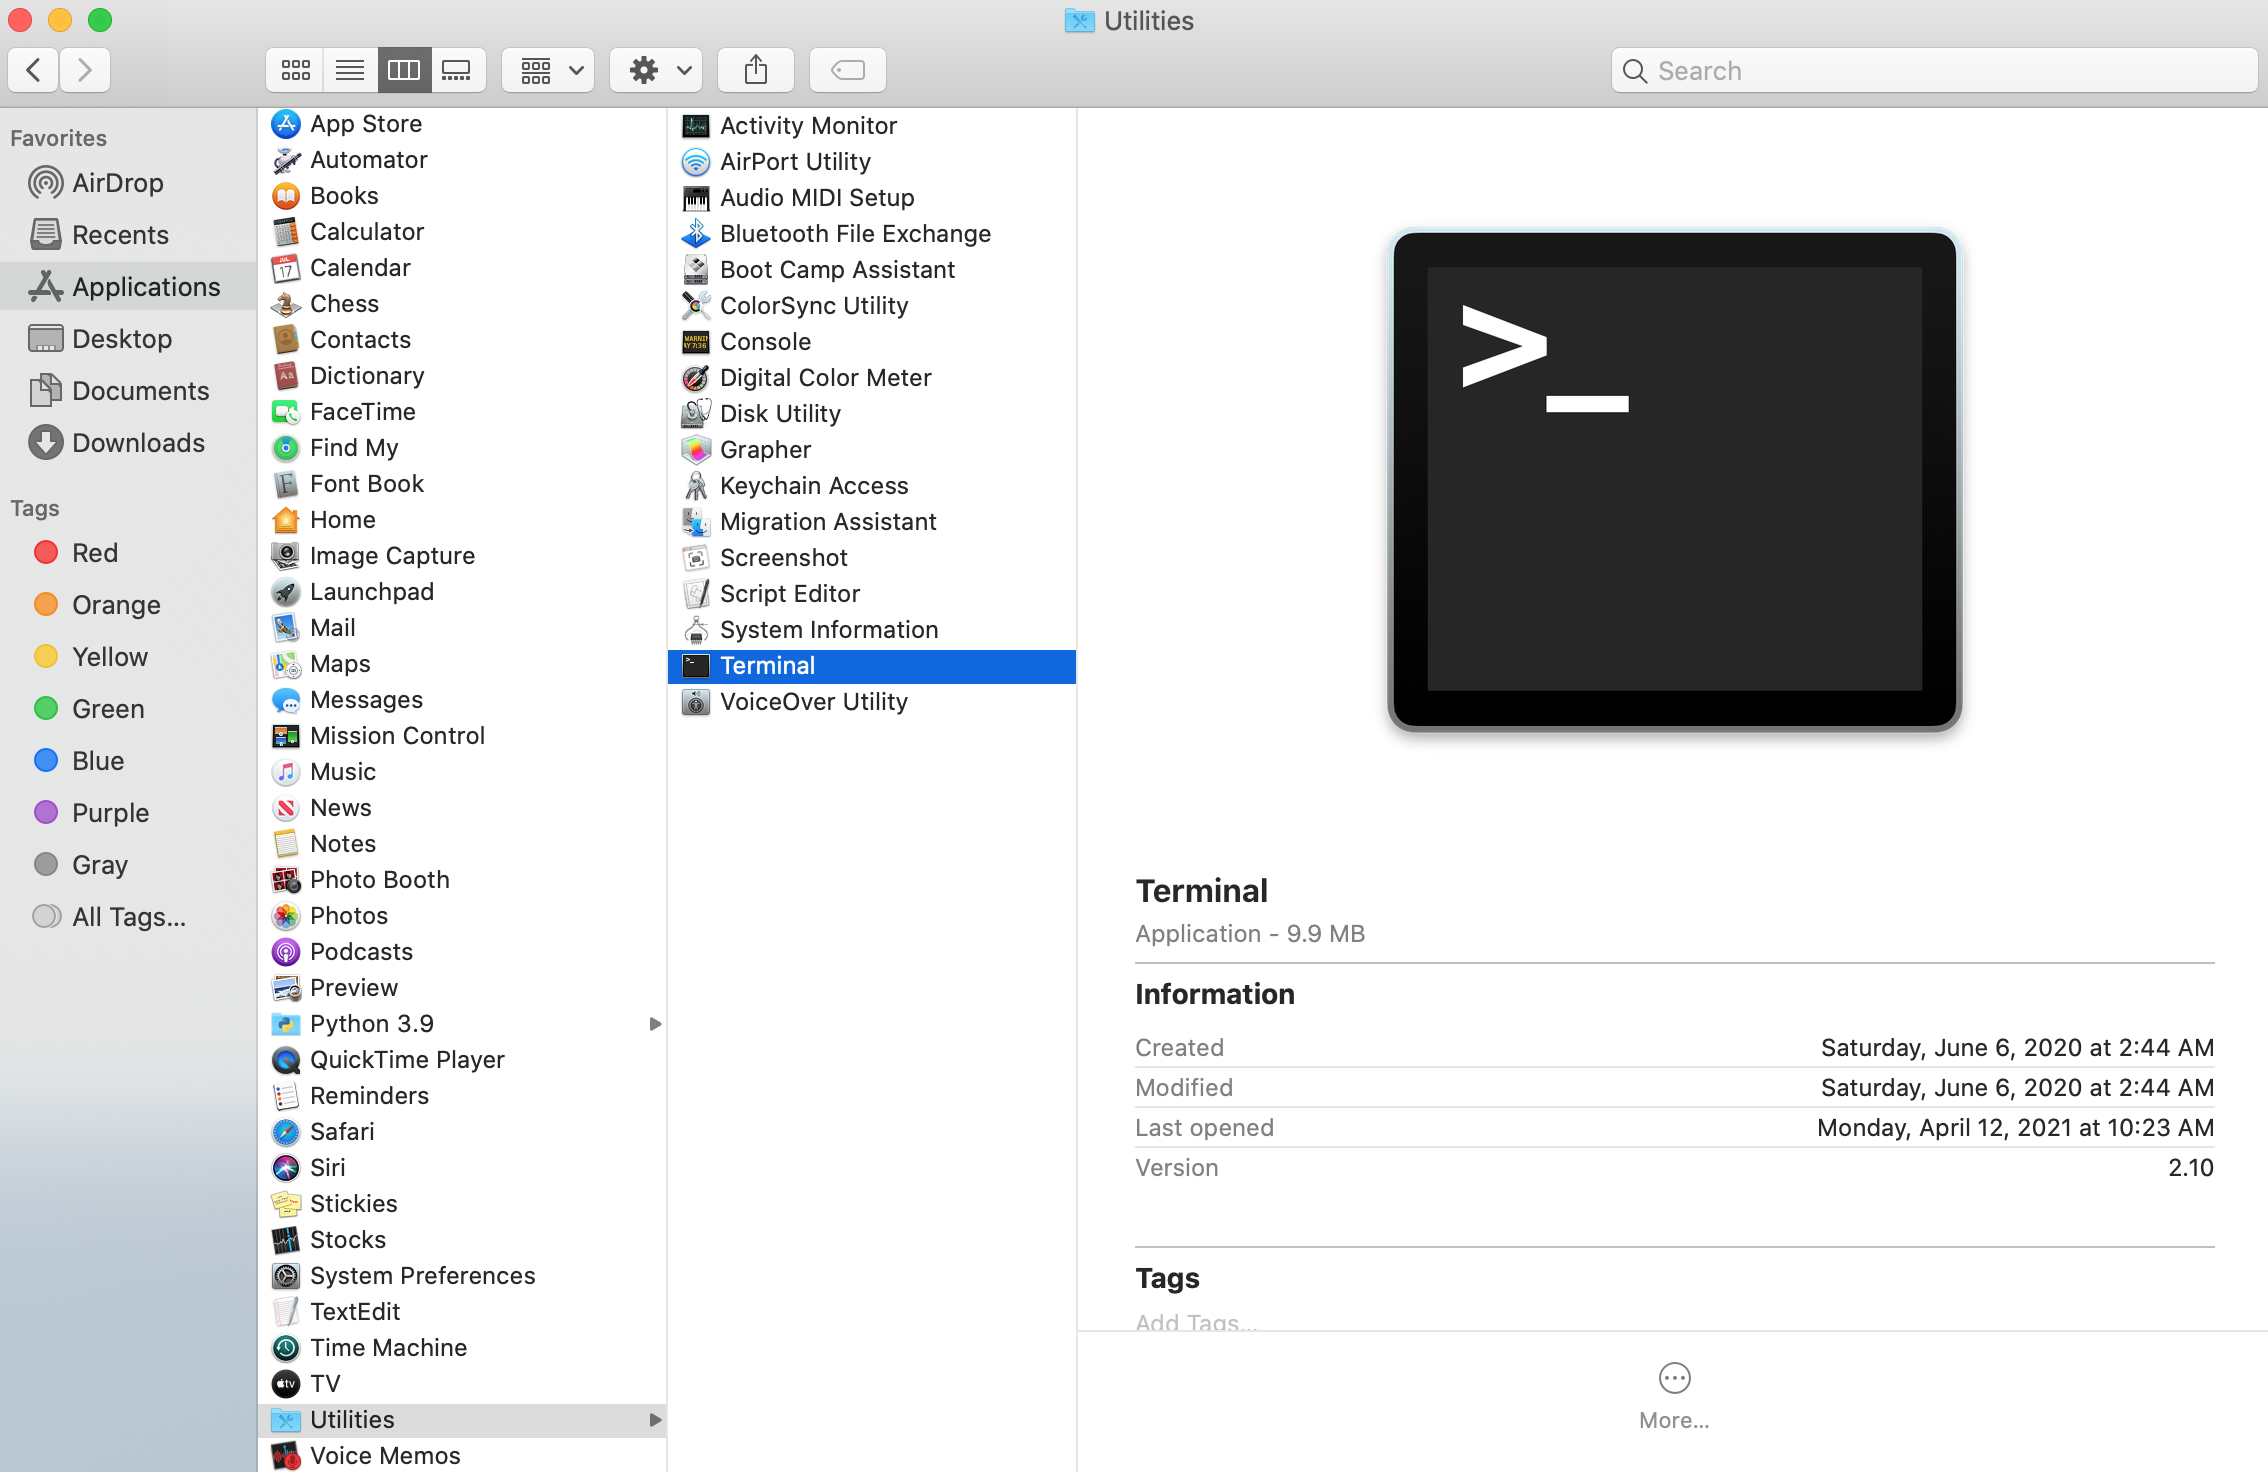 Utilities
Search
Favorites
AirDrop
Recents
Applications
Desktop
Documents
Downloads
Tags
Red
Orange
Yellow
Green
Blue
Purple
Gray
All Tags...
App Store
Automator
Books
Calculator
Calendar
Chess
Contacts
Dictionary
FaceTime
Find My
Font Book
Home
Image Capture
Launchpad
Mail
Maps
Messages
Mission Control
Music
News
Notes
Photo Booth
Photos
Podcasts
Preview
Python 3.9
QuickTime Player
Reminders
Safari
Siri
Stickies
Stocks
System Preferences
TextEdit
Time Machine
TV
Utilities
Voice Memos
Activity Monitor
AirPort Utility
Audio MIDI Setup
Bluetooth File Exchange
Boot Camp Assistant
ColorSync Utility
Console
Digital Color Meter
Disk Utility
Grapher
Keychain Access
Migration Assistant
Screenshot
Script Editor
System Information
Terminal
VoiceOver Utility
>_
Terminal
Application - 9.9 MB
Information
Created Saturday, June 6, 2020 at 2:44 AM
Modified Saturday, June 6, 2020 at 2:44 AM
Last opened Monday, April 12, 2021 at 10:23 AM
Version 2.10
Tags
Add Tags...
More...